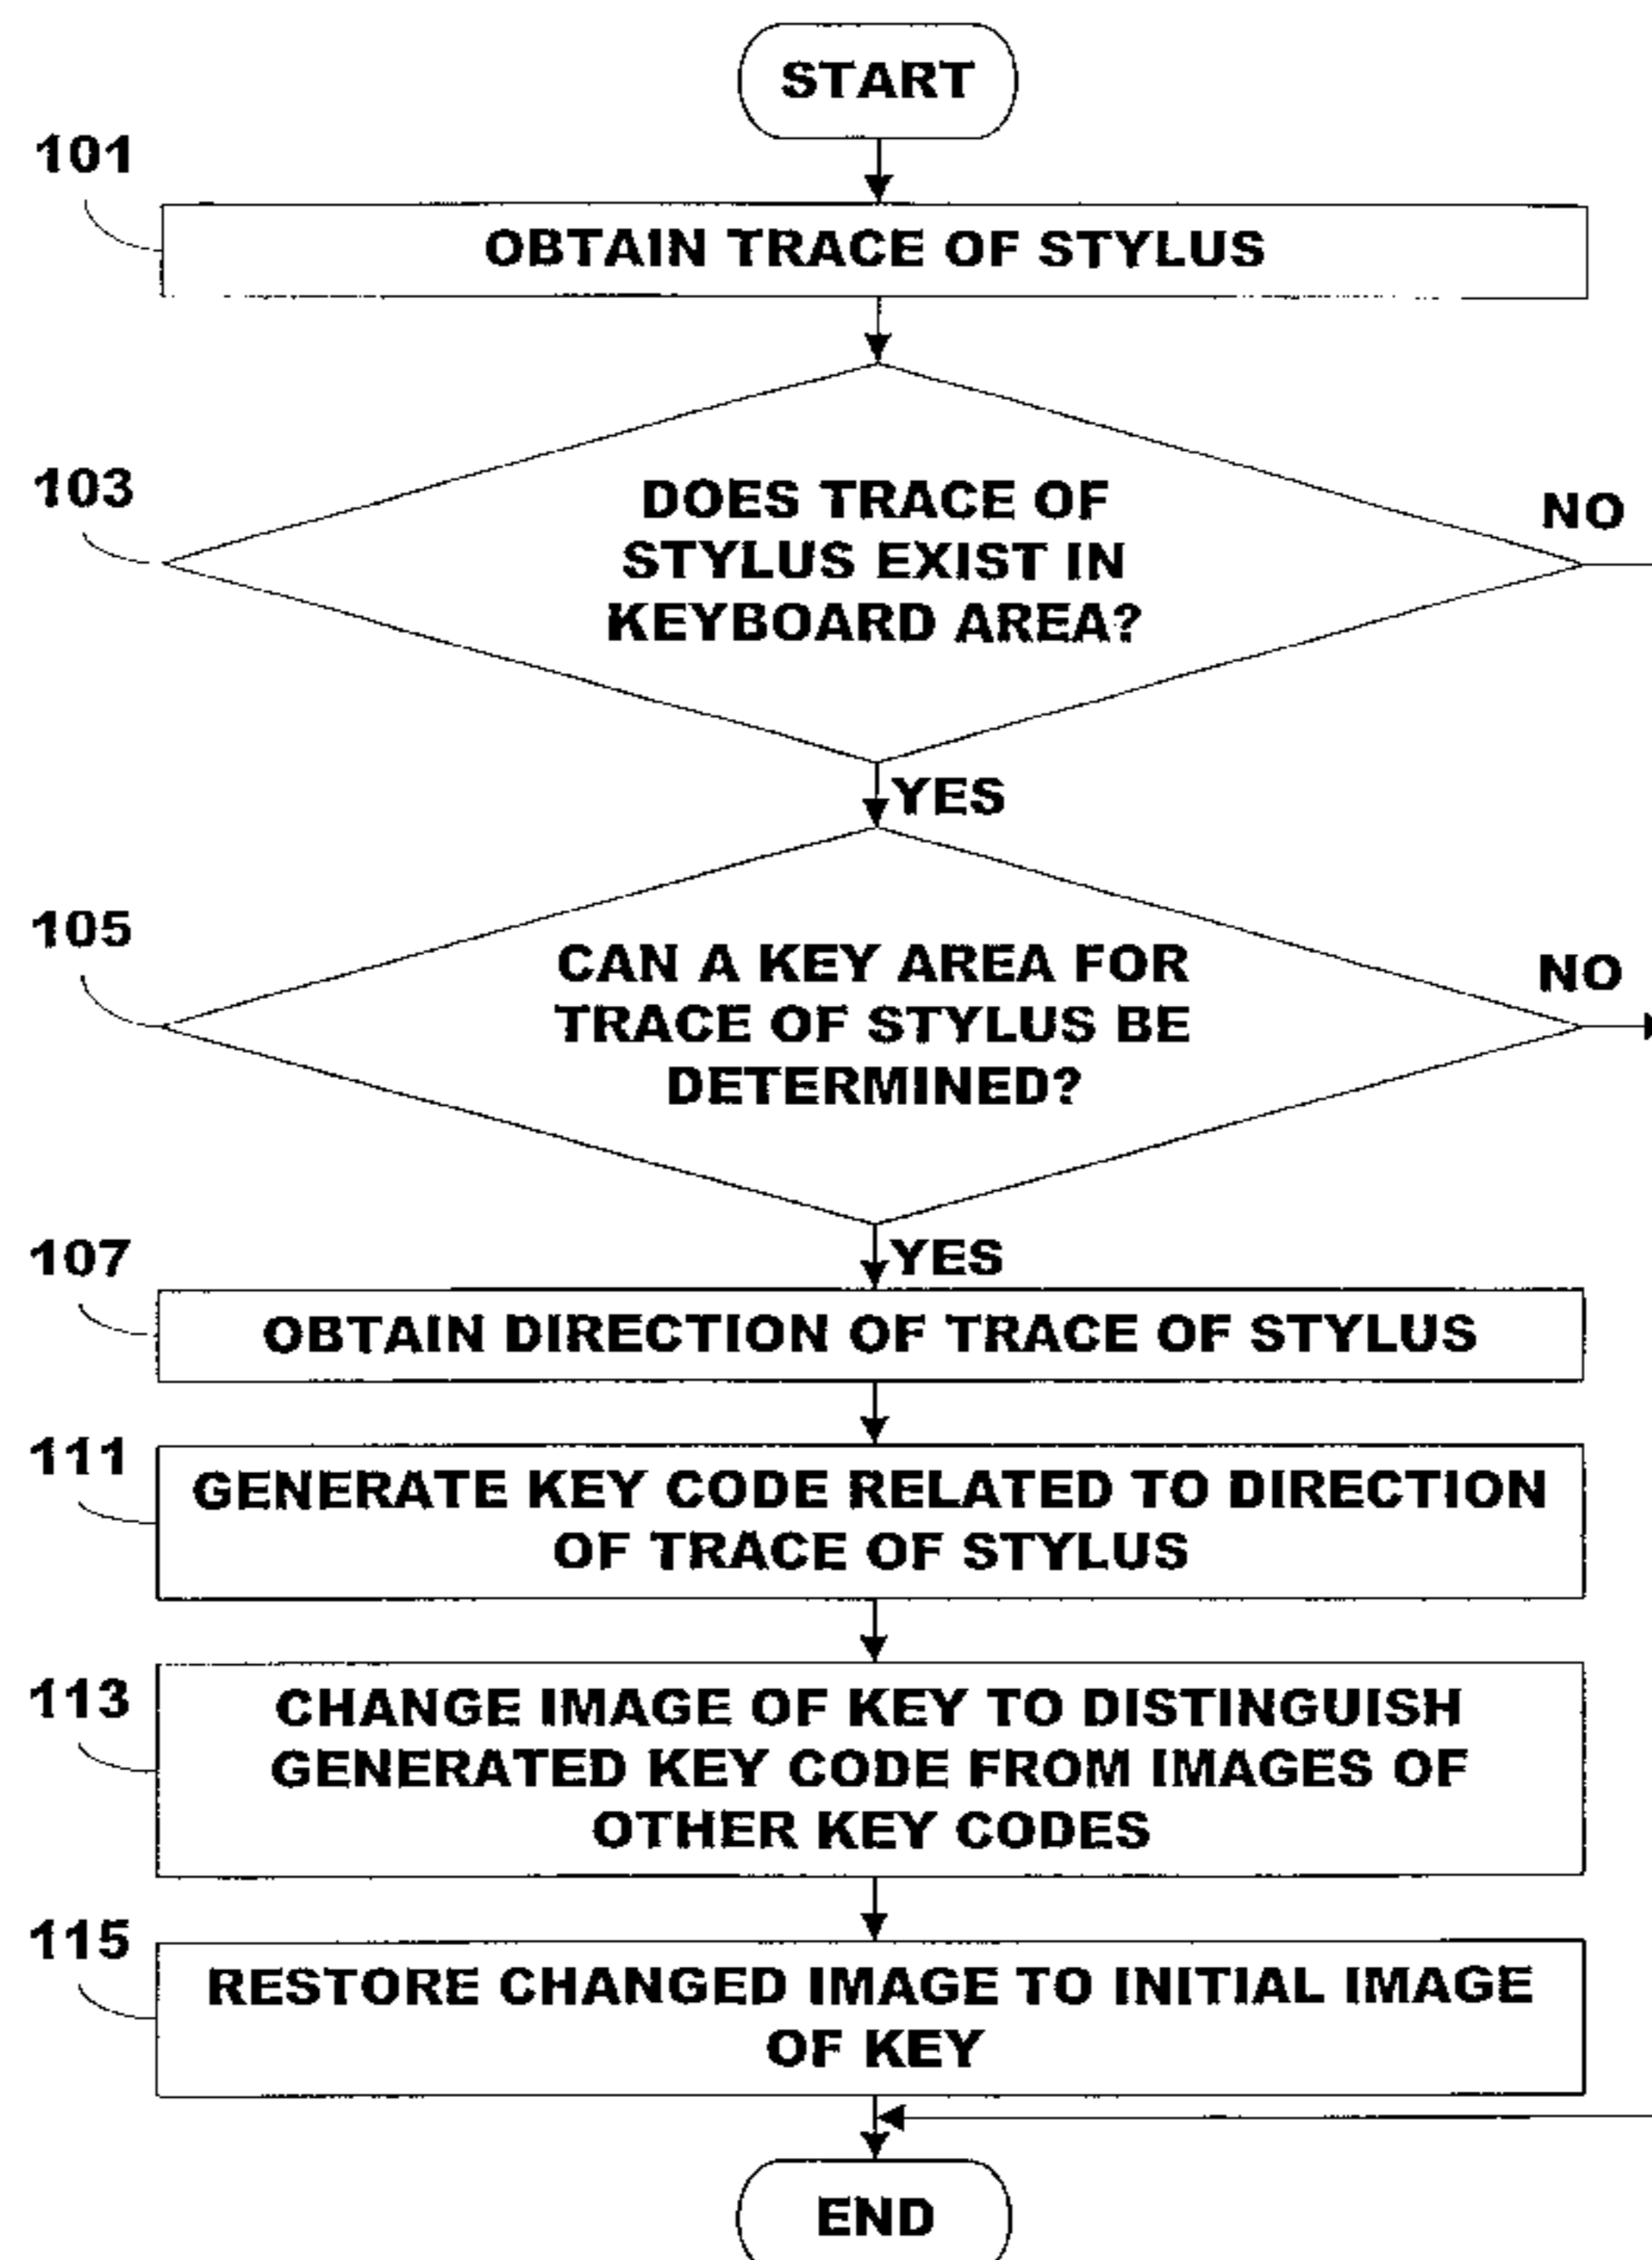 START
101
OBTAIN TRACE OF STYLUS
103
DOES TRACE OF
STYLUS EXIST IN
KEYBOARD AREA?
NO
YES
105
CAN A KEY AREA FOR
TRACE OF STYLUS BE
DETERMINED?
NO
YES
107
OBTAIN DIRECTION OF TRACE OF STYLUS
111
GENERATE KEY CODE RELATED TO DIRECTION
OF TRACE OF STYLUS
113
CHANGE IMAGE OF KEY TO DISTINGUISH
GENERATED KEY CODE FROM IMAGES OF
OTHER KEY CODES
115
RESTORE CHANGED IMAGE TO INITIAL IMAGE
OF KEY
END